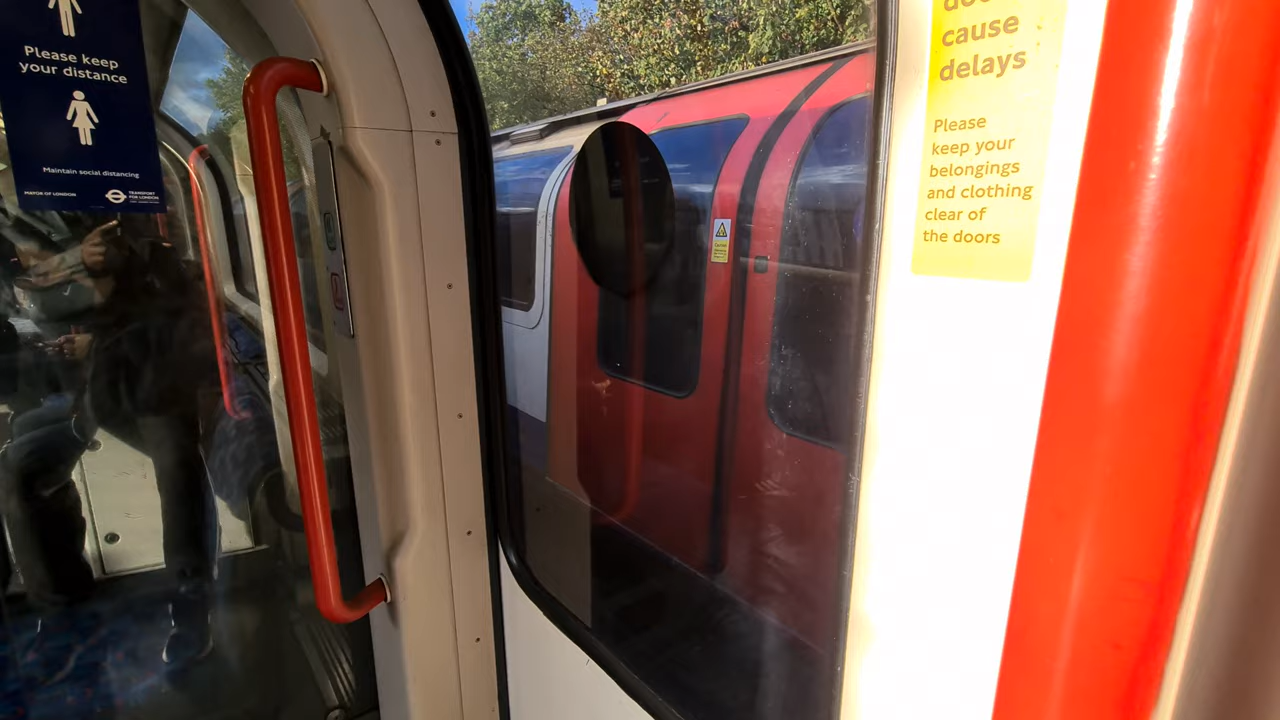 Please keep
your distance
Maintain social distancing
MAYOR OF LONDON
TRANSPORT
FOR LONDON
cause
delays
Please
keep your
belongings
and clothing
clear of
the doors